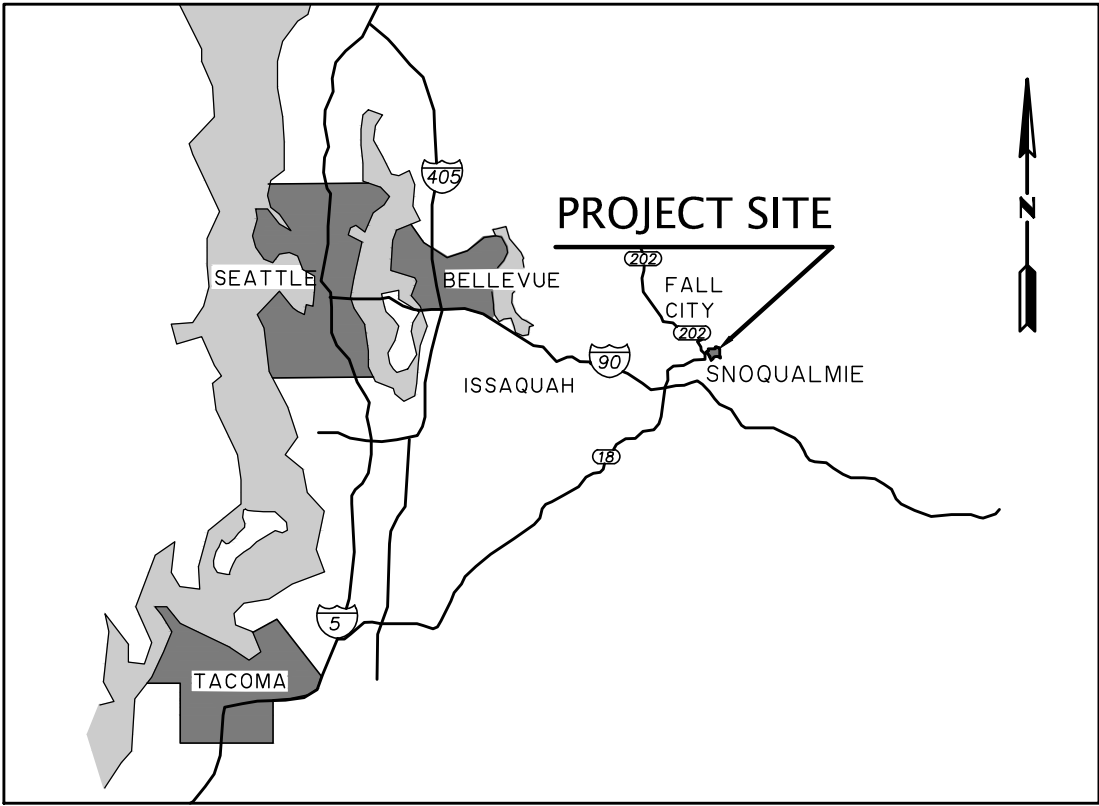 405
PROJECT SITE
N
202
SEATTLE
BELLEVUE
FALL
CITY
202
90
ISSAQUAH
SNOQUALMIE
18
5
TACOMA